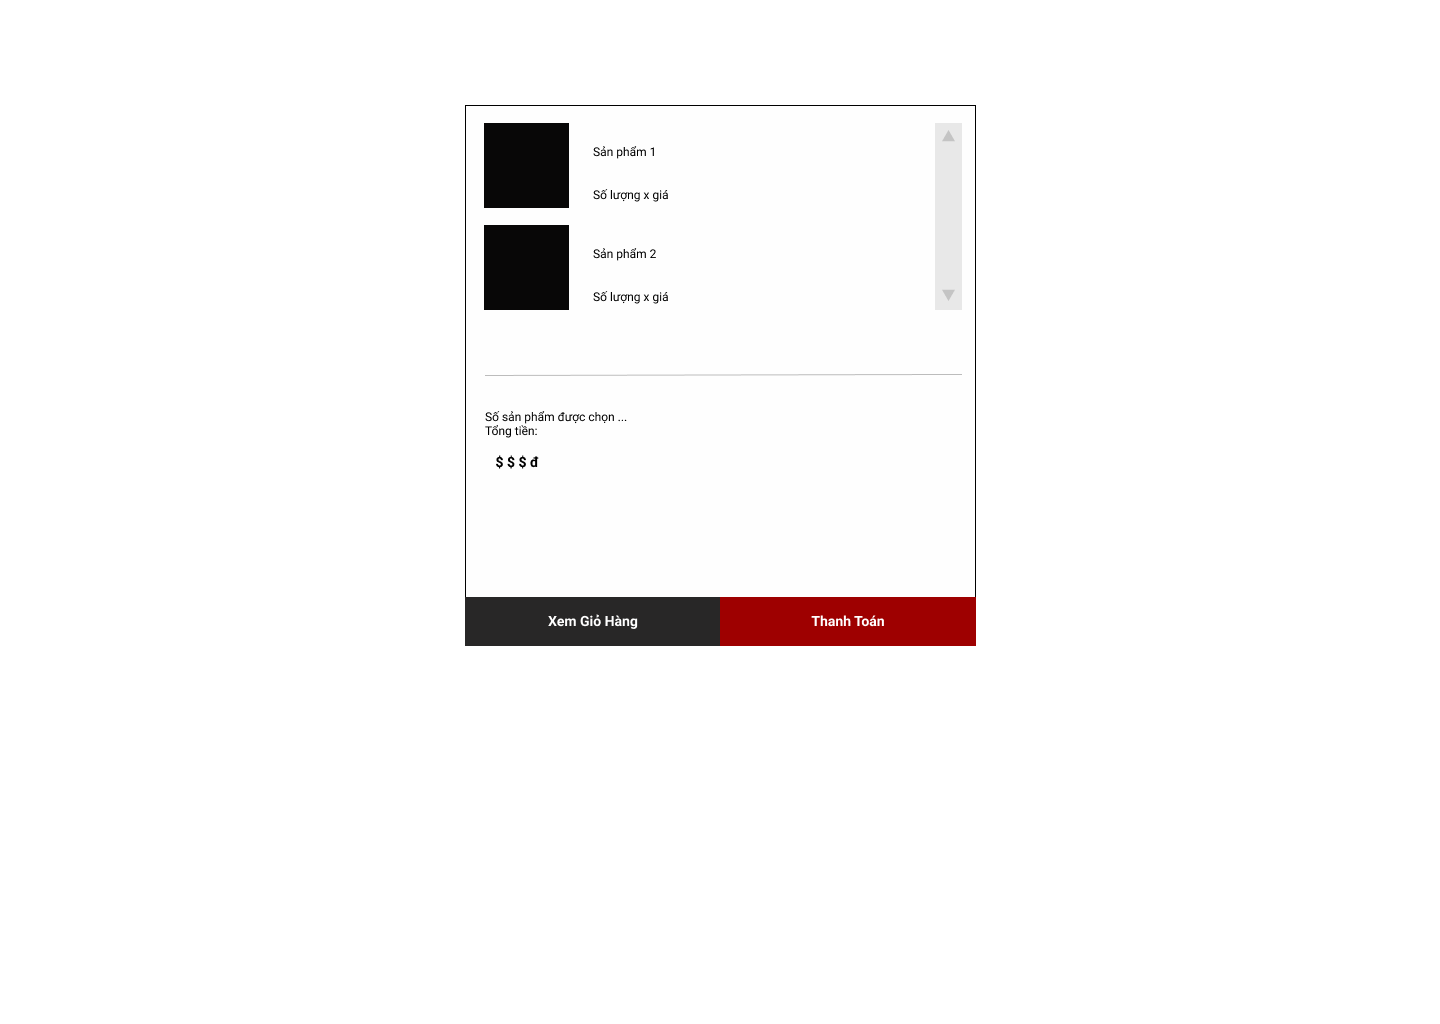 Sản phẩm 1
Số lượng x giá
Sản phẩm 2
Số lượng x giá
Số sản phẩm được chọn ...
Tổng tiền:
$ $ $ đ
Xem Giỏ Hàng
Thanh Toán